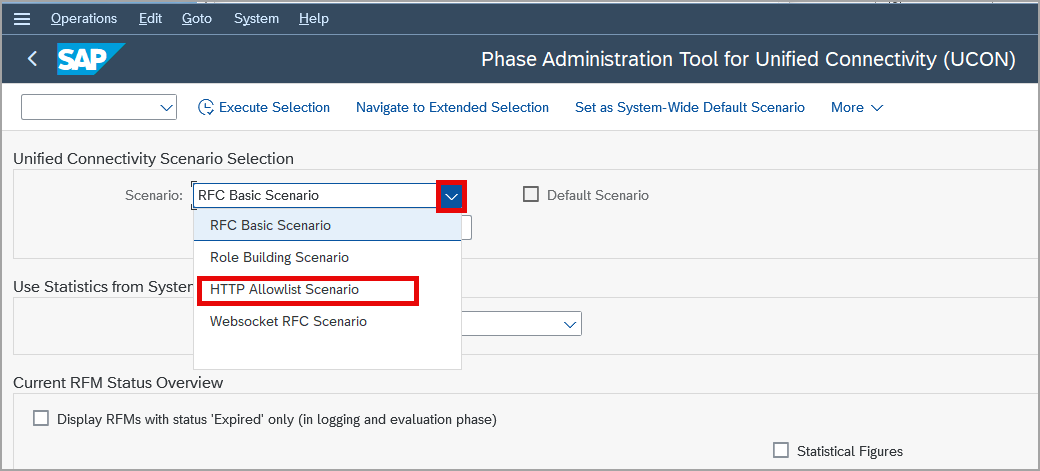 Operations Edit Goto System Help
SAP Phase Administration Tool for Unified Connectivity (UCON)
Execute Selection Navigate to Extended Selection Set as System-Wide Default Scenario More
Unified Connectivity Scenario Selection
Scenario: RFC Basic Scenario Default Scenario
RFC Basic Scenario
Role Building Scenario
Use Statistics from System
HTTP Allowlist Scenario
Websocket RFC Scenario
Current RFM Status Overview
Display RFMs with status 'Expired' only (in logging and evaluation phase)
Statistical Figures